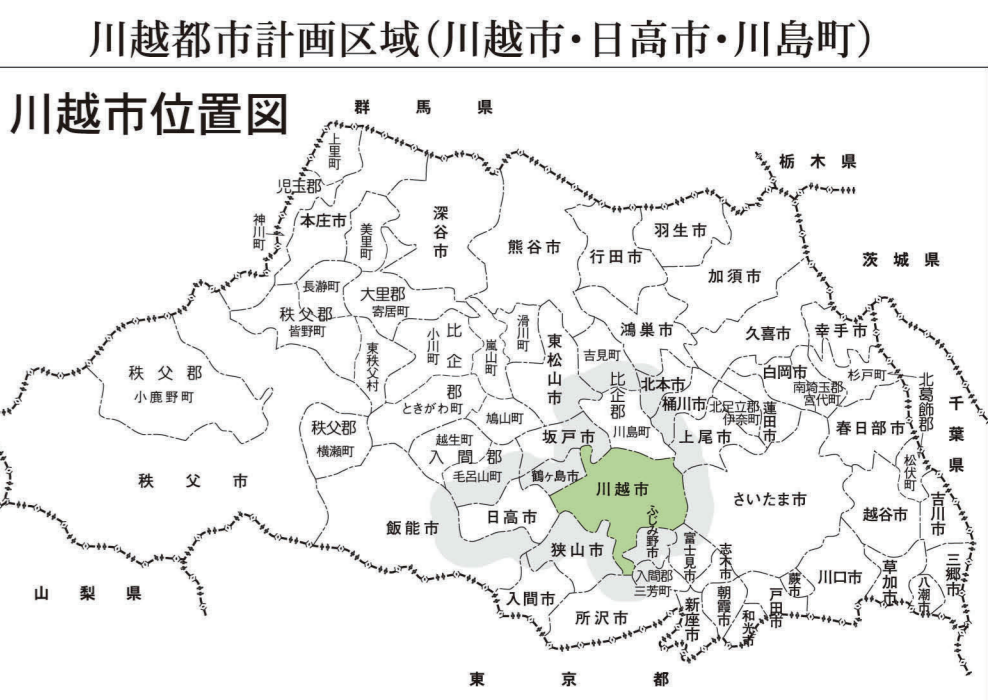 川越都市計画区域(川越市・日高市・川島町)
川越市位置図
群馬県
栃木県
茨城県
千葉県
東京都
山梨県
上里町
児玉郡
神川町
本庄市
美里町
深谷市
熊谷市
行田市
羽生市
加須市
長瀞町
秩父郡
皆野町
大里郡
寄居町
東秩父村
小川町
比企郡
嵐山町
滑川町
東松山市
吉見町
鴻巣市
久喜市
幸手市
秩父郡
小鹿野町
ときがわ町
鳩山町
比企郡
川島町
北本市
桶川市
北足立郡
伊奈町
蓮田市
白岡市
南埼玉郡
宮代町
杉戸町
北葛飾郡
春日部市
松伏町
秩父郡
横瀬町
越生町
入間郡
毛呂山町
坂戸市
鶴ヶ島市
川越市
上尾市
さいたま市
越谷市
吉川市
秩父市
飯能市
日高市
狭山市
ふじみ野市
富士見市
志木市
入間郡
三芳町
入間市
所沢市
新座市
朝霞市
和光市
戸田市
蕨市
川口市
草加市
八潮市
三郷市